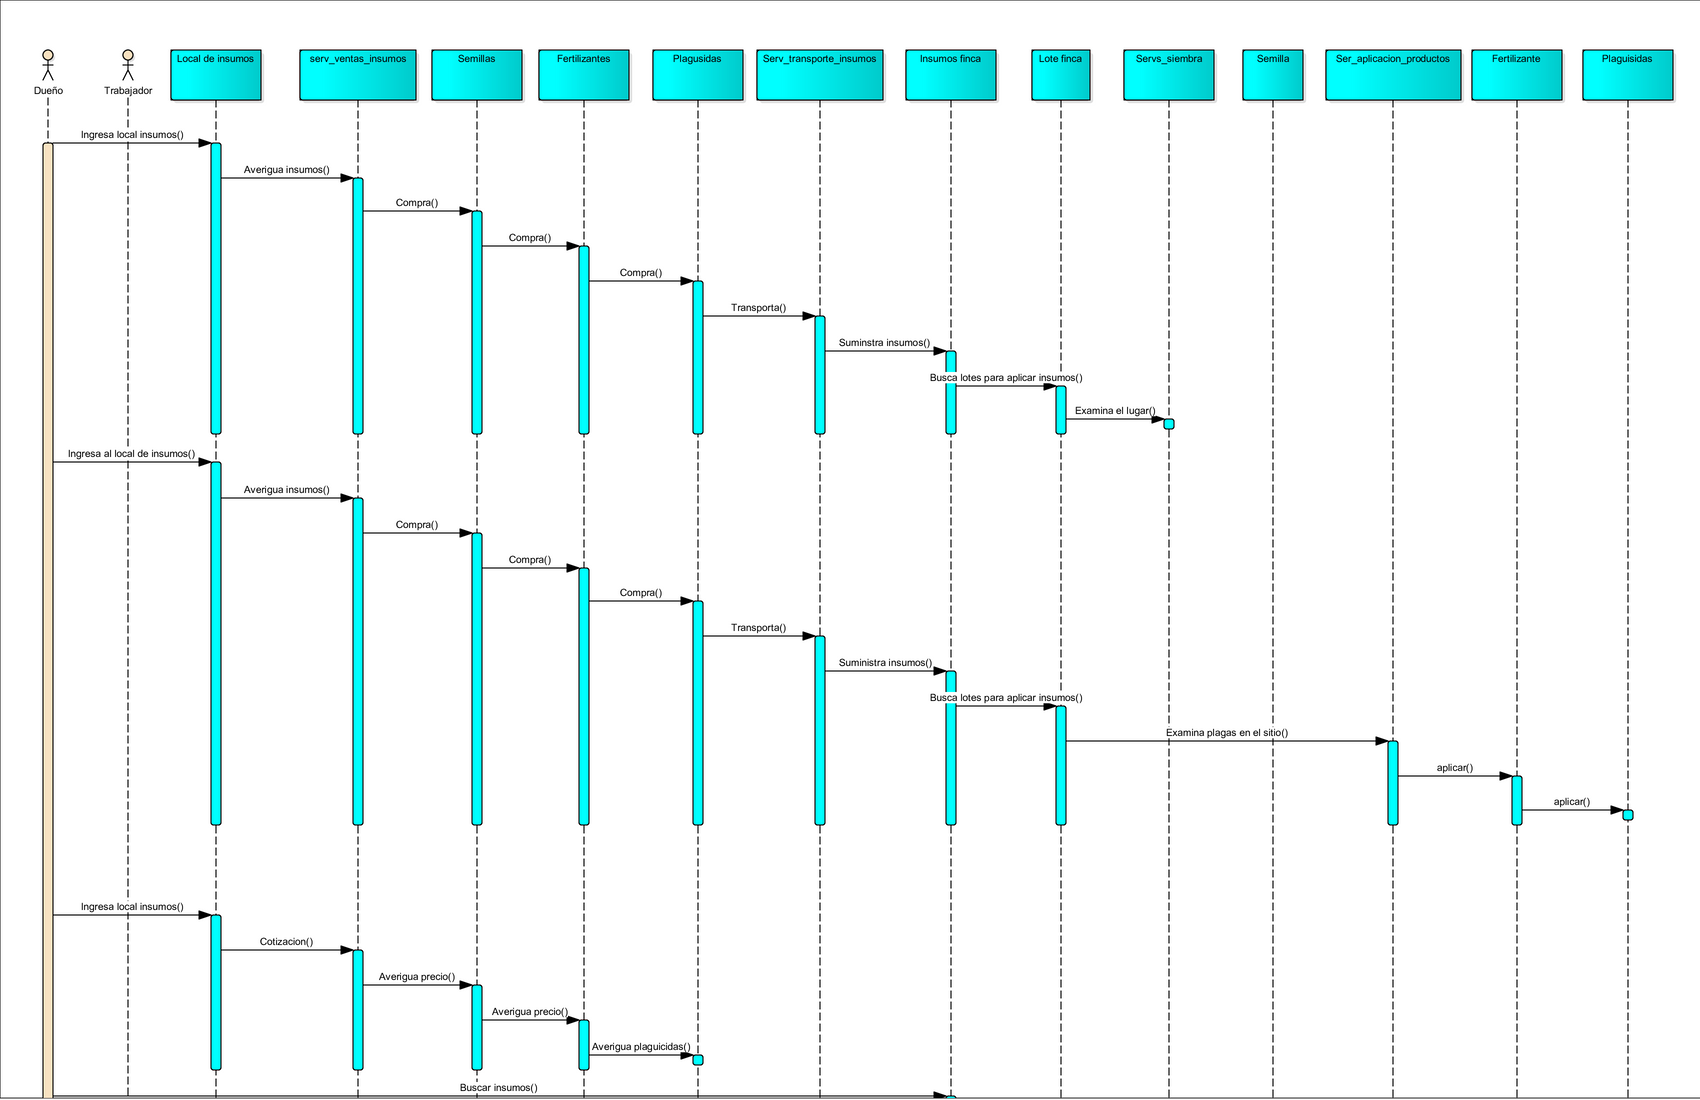 Dueño
Trabajador
Local de insumos
serv_ventas_insumos
Semillas
Fertilizantes
Plagusidas
Serv_transporte_insumos
Insumos finca
Lote finca
Servs_siembra
Semilla
Ser_aplicacion_productos
Fertilizante
Plaguisidas
Ingresa local insumos()
Averigua insumos()
Compra()
Compra()
Compra()
Transporta()
Suminstra insumos()
Busca lotes para aplicar insumos()
Examina el lugar()
Ingresa al local de insumos()
Averigua insumos()
Compra()
Compra()
Compra()
Transporta()
Suministra insumos()
Busca lotes para aplicar insumos()
Examina plagas en el sitio()
aplicar()
aplicar()
Ingresa local insumos()
Cotizacion()
Averigua precio()
Averigua precio()
Averigua plaguicidas()
Buscar insumos()